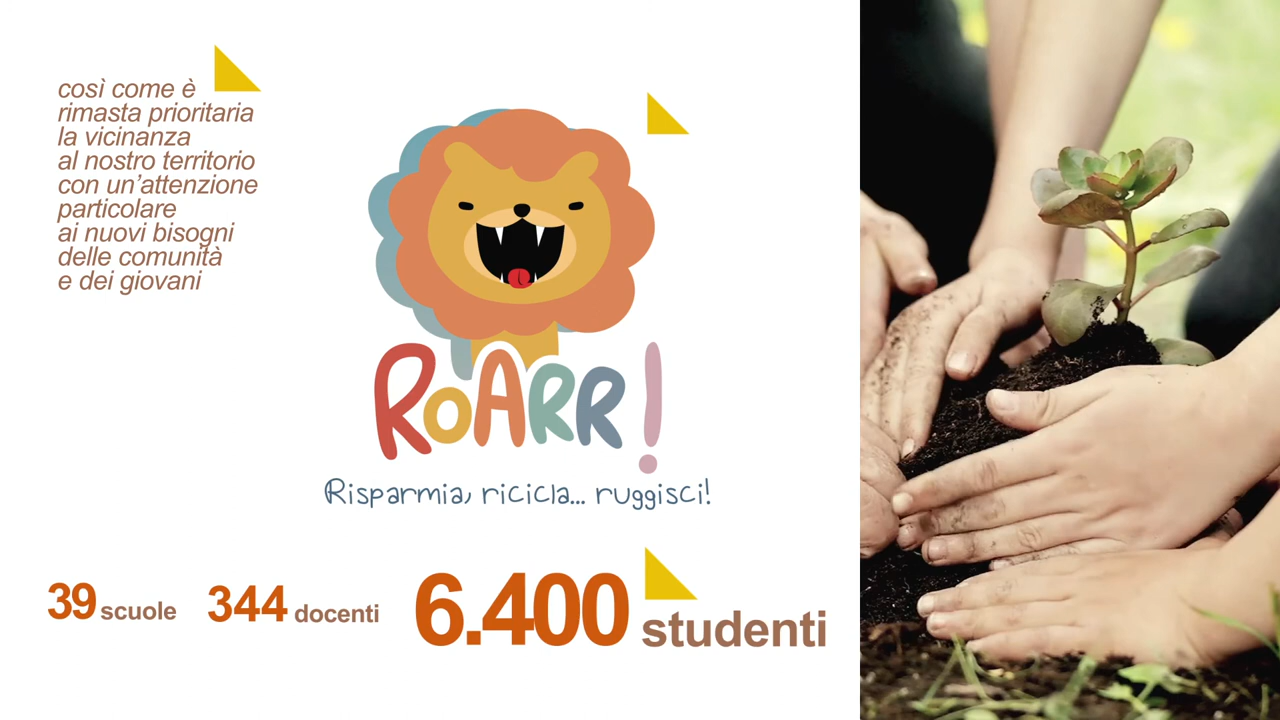 così come è
rimasta prioritaria
la vicinanza
al nostro territorio
con un’attenzione
particolare
ai nuovi bisogni
delle comunità
e dei giovani
RoARR!
Risparmia, ricicla... ruggisci!
39 scuole
344 docenti
6.400 studenti